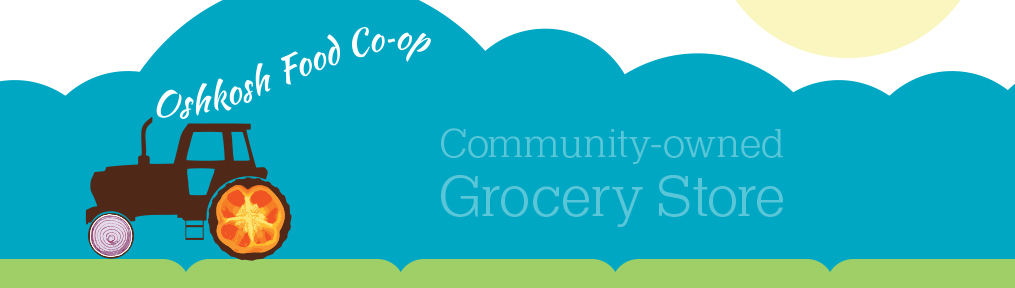 Oshkosh Food Co-op
Community-owned
Grocery Store